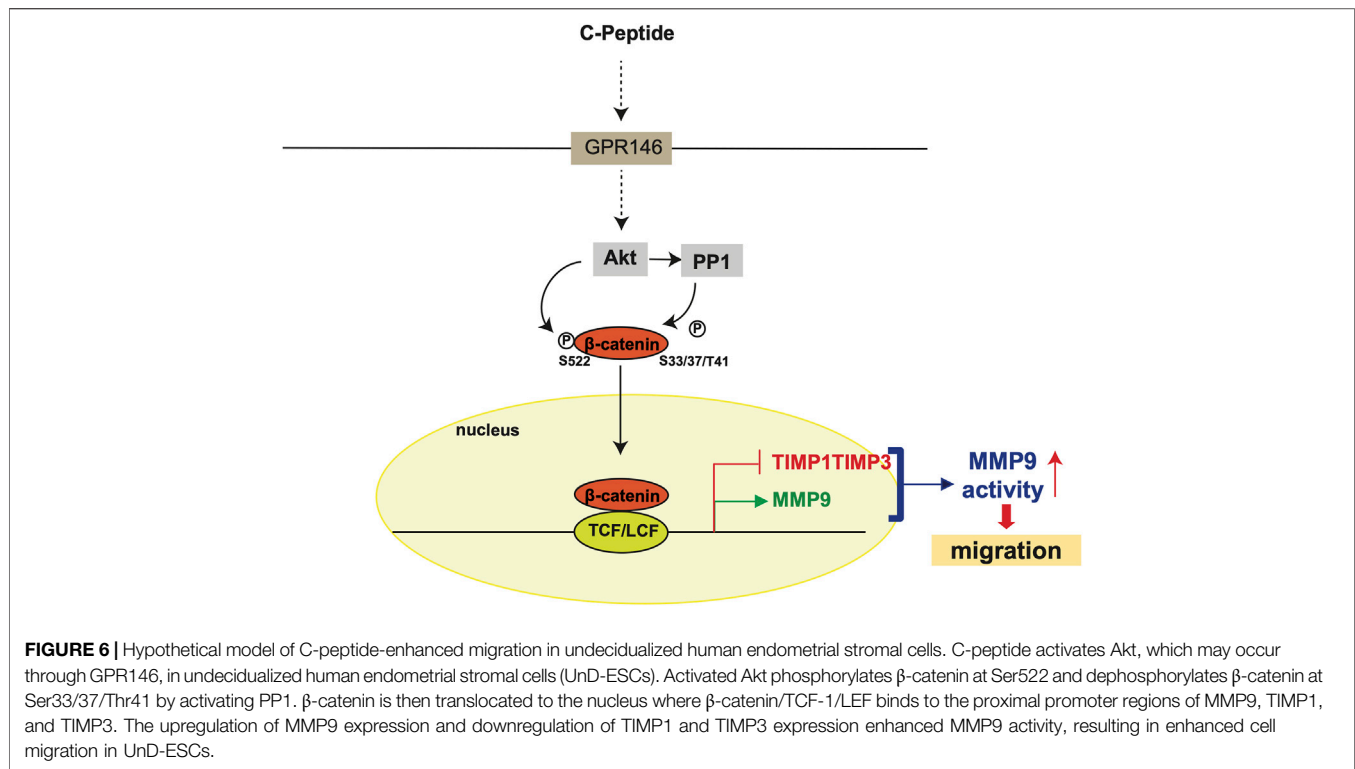 C-Peptide
GPR146
Akt
PP1
P
P
β-catenin
S522
S33/37/T41
nucleus
TIMP1TIMP3
MMP9
β-catenin
TCF/LCF
MMP9
activity
migration
FIGURE 6 | Hypothetical model of C-peptide-enhanced migration in undecidualized human endometrial stromal cells. C-peptide activates Akt, which may occur
through GPR146, in undecidualized human endometrial stromal cells (UnD-ESCs). Activated Akt phosphorylates β-catenin at Ser522 and dephosphorylates β-catenin at
Ser33/37/Thr41 by activating PP1. β-catenin is then translocated to the nucleus where β-catenin/TCF-1/LEF binds to the proximal promoter regions of MMP9, TIMP1,
and TIMP3. The upregulation of MMP9 expression and downregulation of TIMP1 and TIMP3 expression enhanced MMP9 activity, resulting in enhanced cell
migration in UnD-ESCs.